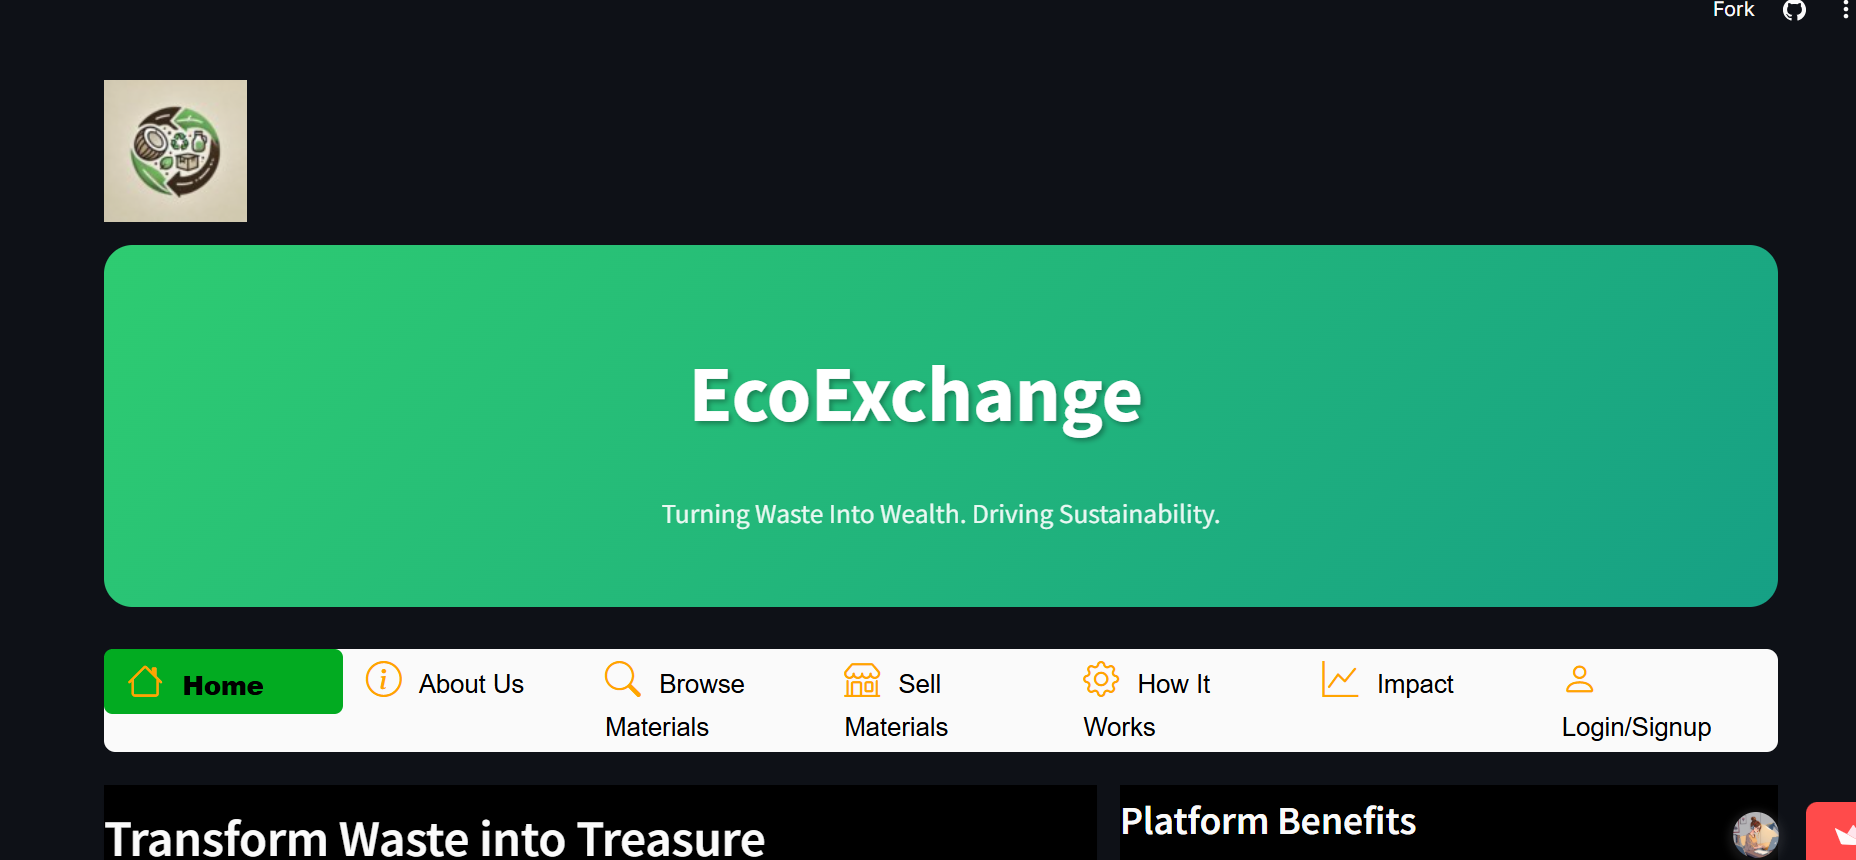 Fork
EcoExchange
Turning Waste Into Wealth. Driving Sustainability.
Home
About Us
Browse
Materials
Sell
Materials
How It
Works
Impact
Login/Signup
Transform Waste into Treasure
Platform Benefits